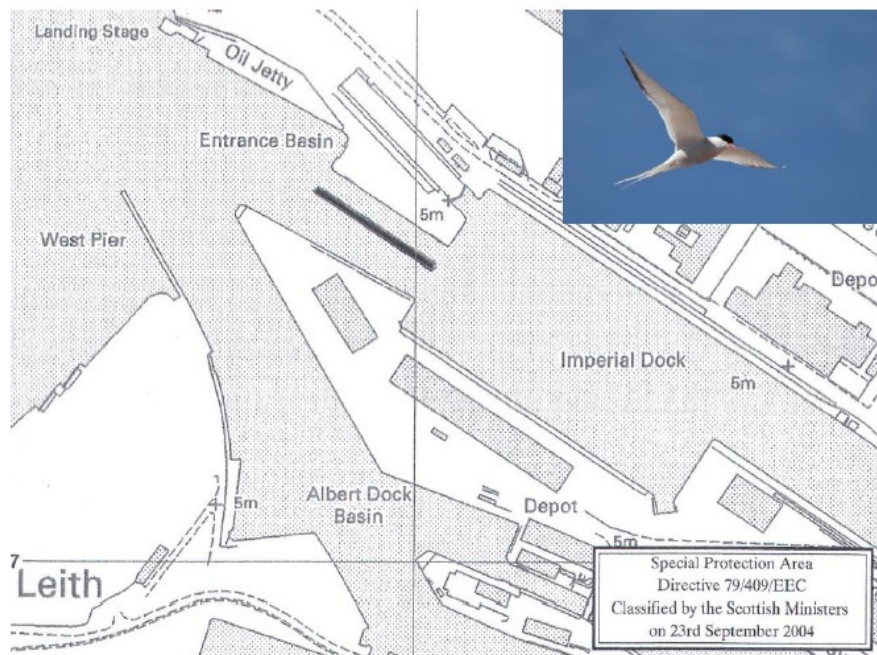 Landing Stage
Oil Jetty
Entrance Basin
5m
West Pier
Depo
Imperial Dock
5m
Albert Dock
Basin
5m
Depot
5m
7
Leith
Special Protection Area
Directive 79/409/EEC
Classified by the Scottish Ministers
on 23rd September 2004